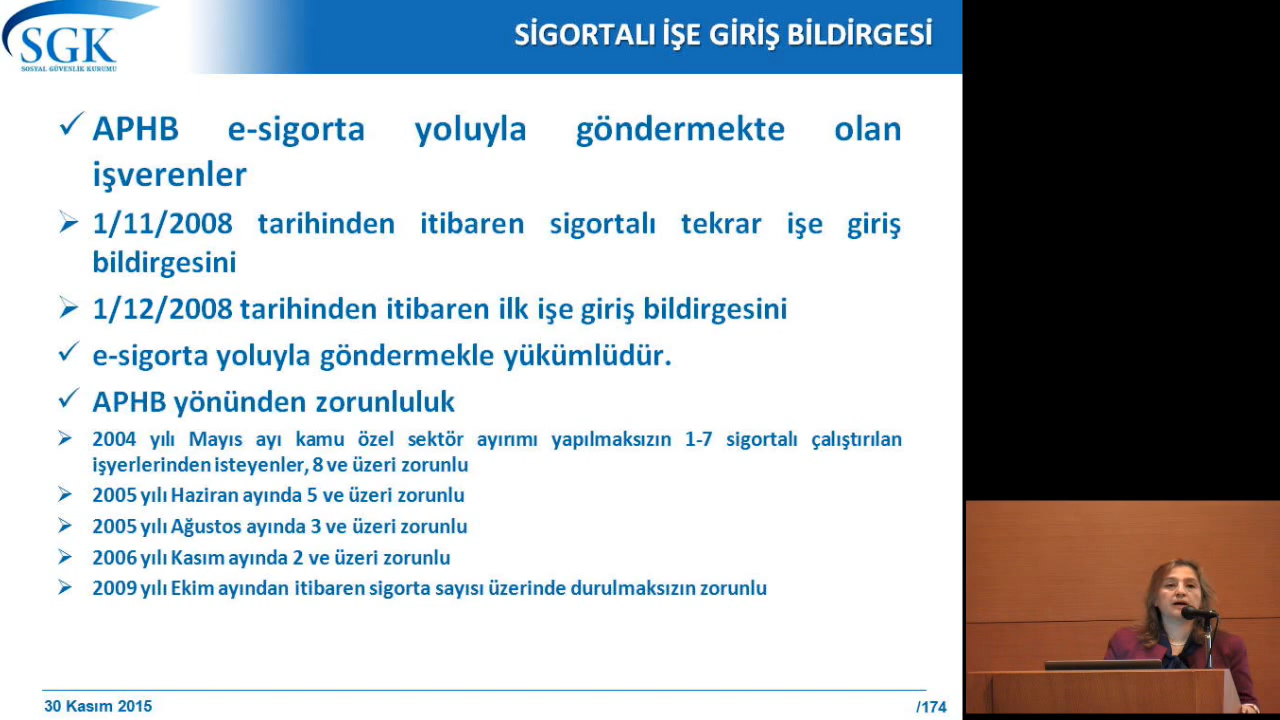 SGK
SOSYAL GÜVENLİK KURUMU
SİGORTALI İŞE GİRİŞ BİLDİRGESİ
APHB e-sigorta yoluyla göndermekte olan
işverenler
1/11/2008 tarihinden itibaren sigortalı tekrar işe giriş
bildirgesini
1/12/2008 tarihinden itibaren ilk işe giriş bildirgesini
e-sigorta yoluyla göndermekle yükümlüdür.
APHB yönünden zorunluluk
2004 yılı Mayıs ayı kamu özel sektör ayırımı yapılmaksızın 1-7 sigortalı çalıştırılan
işyerlerinden isteyenler, 8 ve üzeri zorunlu
2005 yılı Haziran ayında 5 ve üzeri zorunlu
2005 yılı Ağustos ayında 3 ve üzeri zorunlu
2006 yılı Kasım ayında 2 ve üzeri zorunlu
2009 yılı Ekim ayından itibaren sigorta sayısı üzerinde durulmaksızın zorunlu
30 Kasım 2015
/174